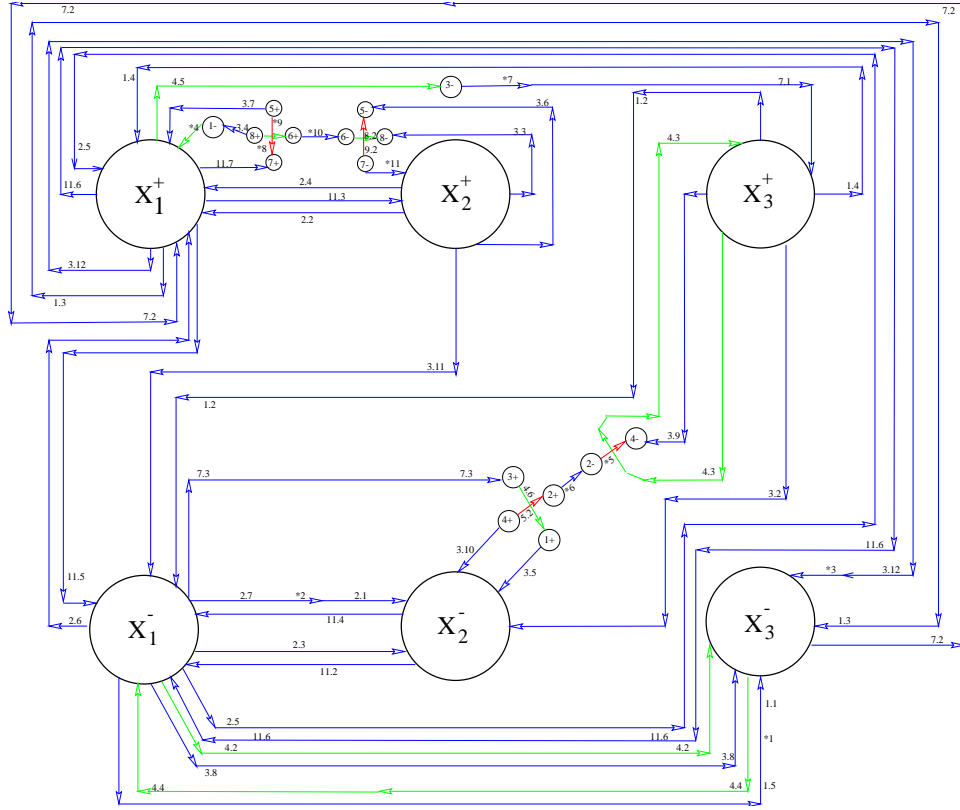 7.2 7.2
1.4 4.5 3- *7 7.1
1.2
3.7 5+ 5- 3.6
*4 1- 3.4 8+ *9 6+ *10 6- 8.2 8- 3.3
2.5 *8 7+ 9.2 7- *11 4.3
11.7
11.6 X1+ 2.4 X2+ X3+ 1.4
11.3
2.2
3.12
1.3
7.2
3.11
1.2
4- 3.9
2- *5 4.3
7.3 7.3 3+ 4.6 2+ *6
4+ 5.2 3.2
3.10 1+ 11.6
3.5
11.5 *3 3.12
2.7 *2 2.1
2.6 X1- 11.4 X2- X3- 1.3
2.3 7.2
11.2
2.5 1.1
11.6 11.6 *1
4.2 4.2
3.8 3.8
4.4 4.4 1.5